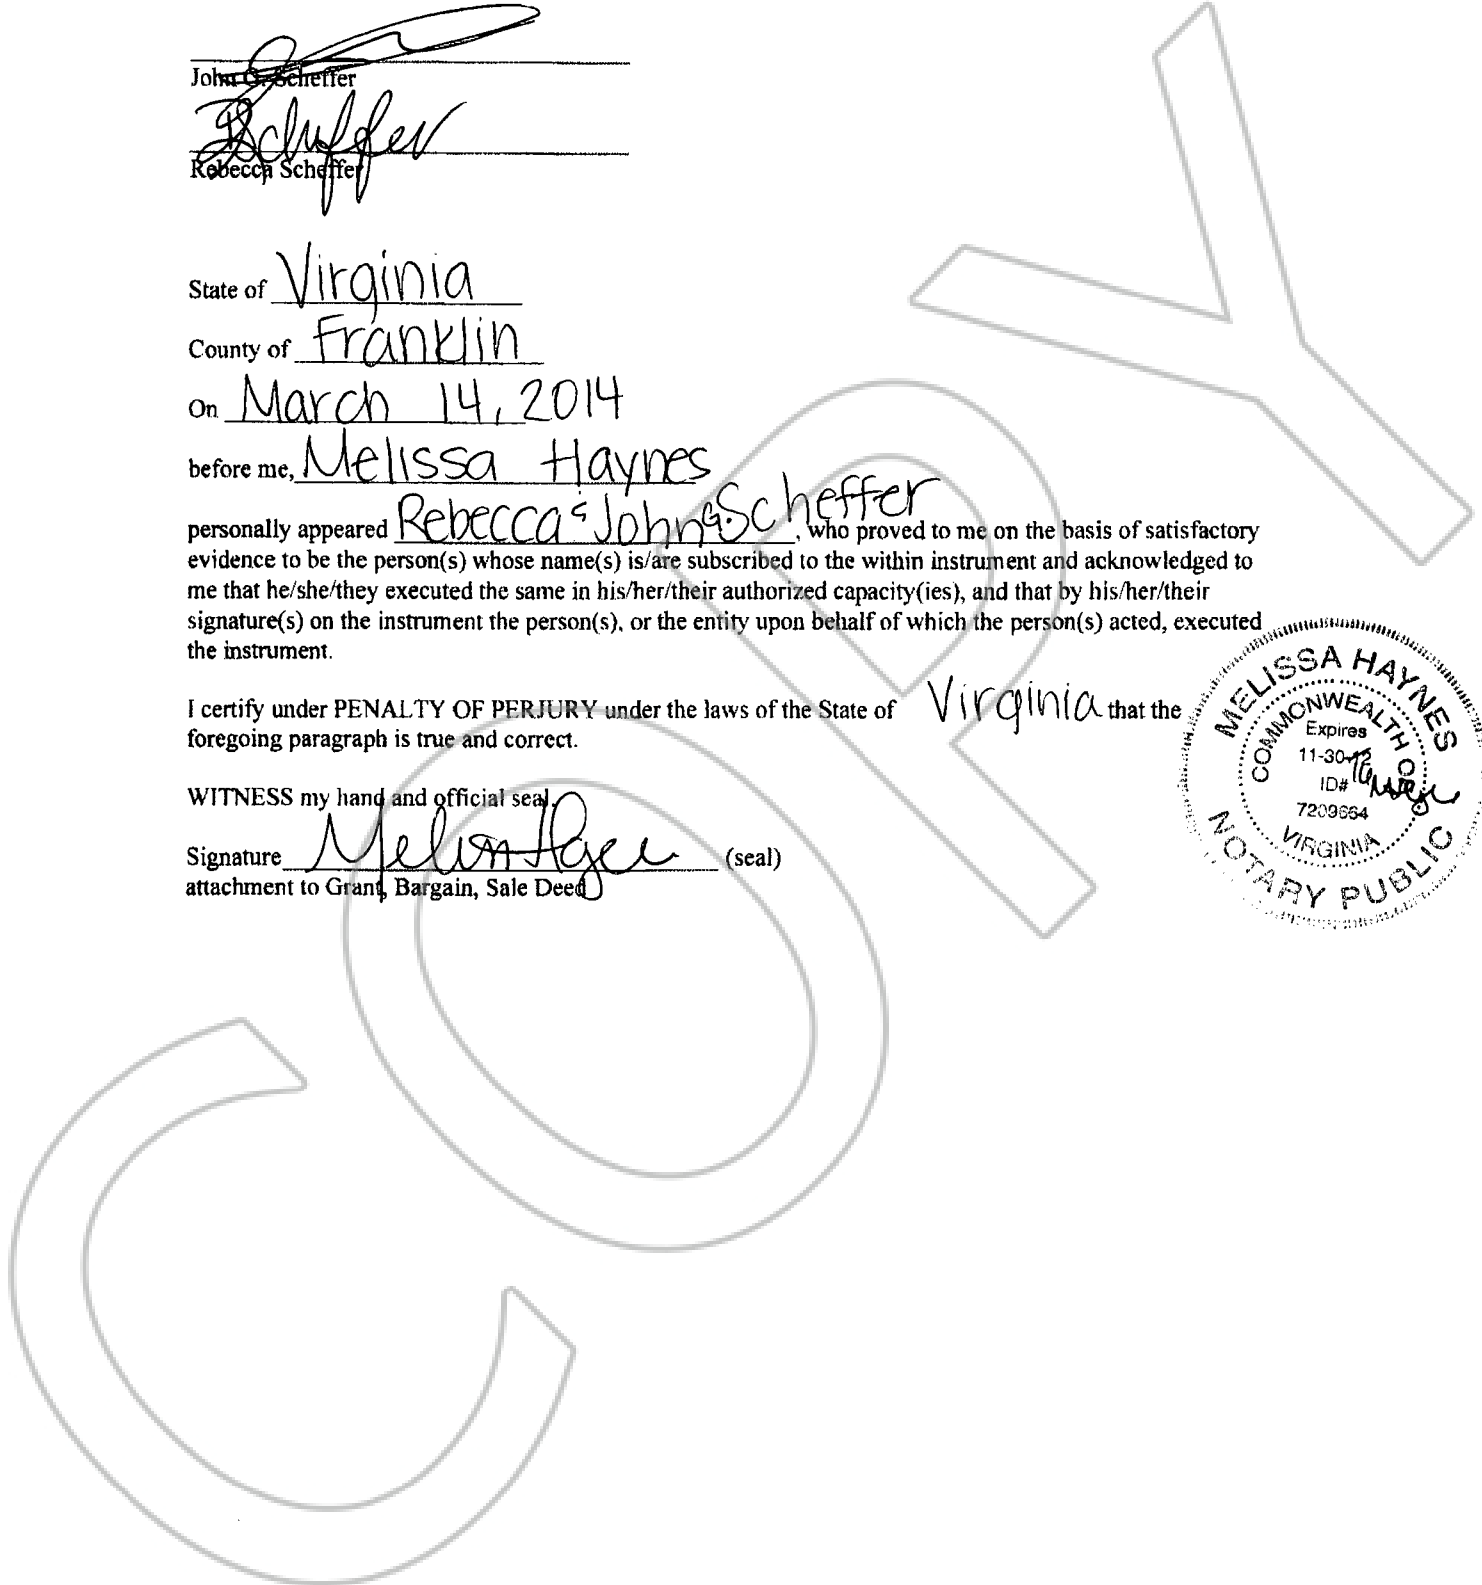 John G. Scheffer
BScheffer
Rebecca Scheffer
State of Virginia
County of Franklin
On March 14, 2014
before me, Melissa Haynes
personally appeared Rebecca & John G. Scheffer, who proved to me on the basis of satisfactory
evidence to be the person(s) whose name(s) is/are subscribed to the within instrument and acknowledged to
me that he/she/they executed the same in his/her/their authorized capacity(ies), and that by his/her/their
signature(s) on the instrument the person(s), or the entity upon behalf of which the person(s) acted, executed
the instrument.
I certify under PENALTY OF PERJURY under the laws of the State of Virginia that the
foregoing paragraph is true and correct.
WITNESS my hand and official seal.
Signature (seal)
attachment to Grant, Bargain, Sale Deed
MELISSA HAYNES
COMMONWEALTH OF
Expires
11-30-
ID#
7209664
VIRGINIA
NOTARY PUBLIC
COPY